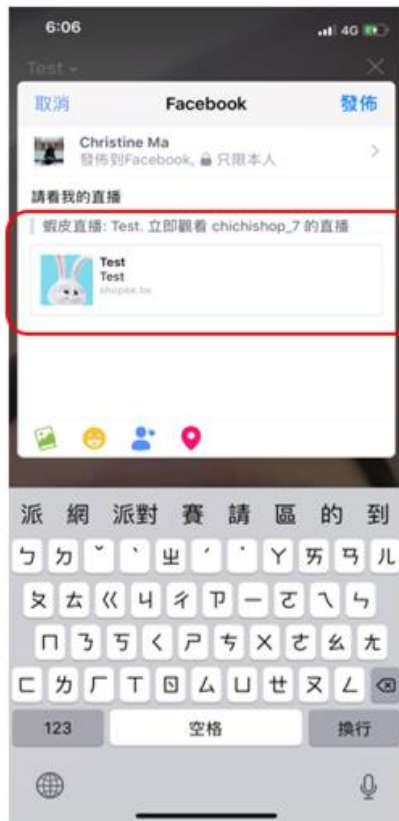 6:06
4G
Test
取消 Facebook 發佈
Christine Ma
發佈到Facebook, 只限本人
請看我的直播
蝦皮直播: Test. 立即觀看 chichishop_7 的直播
Test
Test
shopee.tw
派 網 派對 賽 請 區 的 到
ㄅ ㄉ ˇ ˋ ㄓ ˊ ˙ ㄚ ㄞ ㄢ ㄦ
ㄆ ㄊ ㄍ ㄐ ㄔ ㄗ ㄧ ㄛ ㄟ ㄣ
ㄇ ㄋ ㄎ ㄑ ㄕ ㄘ ㄨ ㄜ ㄠ ㄤ
ㄈ ㄌ ㄏ ㄒ ㄖ ㄙ ㄩ ㄝ ㄡ ㄥ
123 空格 換行